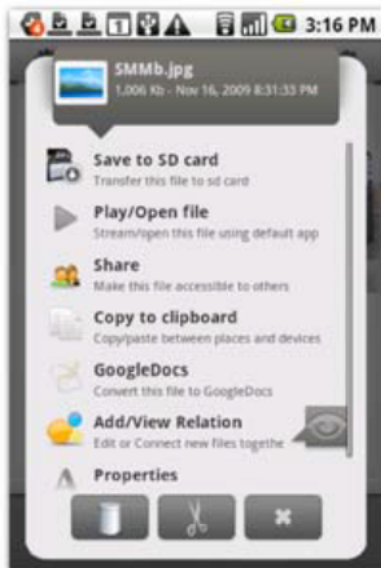 1
3:16 PM
SMMb.jpg
1,006 Kb - Nov 16, 2009 8:31:33 PM
Save to SD card
Transfer this file to sd card
Play/Open file
Stream/open this file using default app
Share
Make this file accessible to others
Copy to clipboard
Copy/paste between places and devices
GoogleDocs
Convert this file to GoogleDocs
Add/View Relation
Edit or Connect new files togethe
Properties